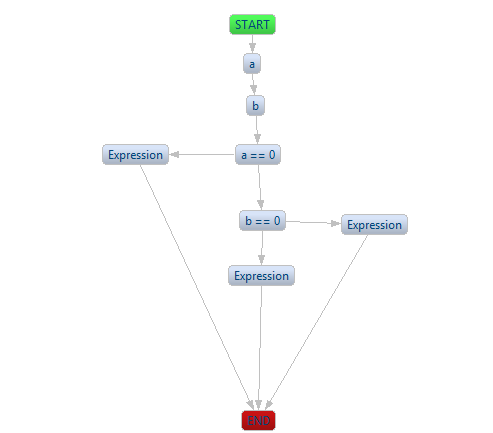 START
a
b
Expression
a == 0
b == 0
Expression
Expression
END